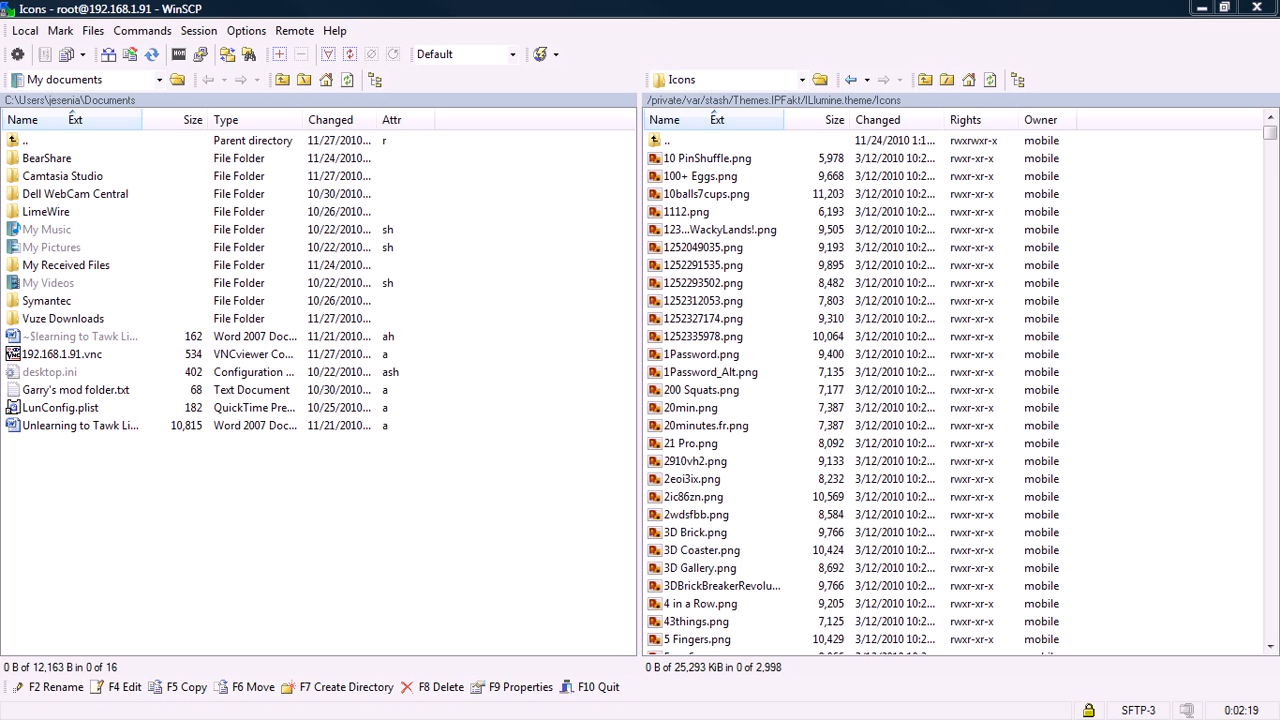 Icons - root@192.168.1.91 - WinSCP
Local Mark Files Commands Session Options Remote Help
Default
My documents
C:\Users\jesenia\Documents
Name Ext Size Type Changed Attr
.. Parent directory 11/27/2010... r
BearShare File Folder 11/24/2010...
Camtasia Studio File Folder 11/27/2010...
Dell WebCam Central File Folder 10/30/2010...
LimeWire File Folder 10/26/2010...
My Music File Folder 10/22/2010... sh
My Pictures File Folder 10/22/2010... sh
My Received Files File Folder 11/24/2010...
My Videos File Folder 10/22/2010... sh
Symantec File Folder 10/26/2010...
Vuze Downloads File Folder 11/27/2010...
~$learning to Tawk Li... 162 Word 2007 Doc... 11/21/2010... ah
192.168.1.91.vnc 534 VNCviewer Co... 11/27/2010... a
desktop.ini 402 Configuration ... 10/22/2010... ash
Garry's mod folder.txt 68 Text Document 10/30/2010... a
LunConfig.plist 182 QuickTime Pre... 10/25/2010... a
Unlearning to Tawk Li... 10,815 Word 2007 Doc... 11/21/2010... a
0 B of 12,163 B in 0 of 16
Icons
/private/var/stash/Themes.IPFakt/ILlumine.theme/Icons
Name Ext Size Changed Rights Owner
.. 11/24/2010 1:1... rwxrwxr-x mobile
10 PinShuffle.png 5,978 3/12/2010 10:2... rwxr-xr-x mobile
100+ Eggs.png 9,668 3/12/2010 10:2... rwxr-xr-x mobile
10balls7cups.png 11,203 3/12/2010 10:2... rwxr-xr-x mobile
1112.png 6,193 3/12/2010 10:2... rwxr-xr-x mobile
123...WackyLands!.png 9,505 3/12/2010 10:2... rwxr-xr-x mobile
1252049035.png 9,193 3/12/2010 10:2... rwxr-xr-x mobile
1252291535.png 9,895 3/12/2010 10:2... rwxr-xr-x mobile
1252293502.png 8,482 3/12/2010 10:2... rwxr-xr-x mobile
1252312053.png 7,803 3/12/2010 10:2... rwxr-xr-x mobile
1252327174.png 9,310 3/12/2010 10:2... rwxr-xr-x mobile
1252335978.png 10,064 3/12/2010 10:2... rwxr-xr-x mobile
1Password.png 9,400 3/12/2010 10:2... rwxr-xr-x mobile
1Password_Alt.png 7,135 3/12/2010 10:2... rwxr-xr-x mobile
200 Squats.png 7,177 3/12/2010 10:2... rwxr-xr-x mobile
20min.png 7,387 3/12/2010 10:2... rwxr-xr-x mobile
20minutes.fr.png 7,387 3/12/2010 10:2... rwxr-xr-x mobile
21 Pro.png 8,092 3/12/2010 10:2... rwxr-xr-x mobile
2910vh2.png 9,133 3/12/2010 10:2... rwxr-xr-x mobile
2eoi3ix.png 8,232 3/12/2010 10:2... rwxr-xr-x mobile
2ic86zn.png 10,569 3/12/2010 10:2... rwxr-xr-x mobile
2wdsfbb.png 8,584 3/12/2010 10:2... rwxr-xr-x mobile
3D Brick.png 9,766 3/12/2010 10:2... rwxr-xr-x mobile
3D Coaster.png 10,424 3/12/2010 10:2... rwxr-xr-x mobile
3D Gallery.png 8,692 3/12/2010 10:2... rwxr-xr-x mobile
3DBrickBreakerRevolu... 9,766 3/12/2010 10:2... rwxr-xr-x mobile
4 in a Row.png 9,205 3/12/2010 10:2... rwxr-xr-x mobile
43things.png 7,125 3/12/2010 10:2... rwxr-xr-x mobile
5 Fingers.png 10,429 3/12/2010 10:2... rwxr-xr-x mobile
0 B of 25,293 KiB in 0 of 2,998
F2 Rename F4 Edit F5 Copy F6 Move F7 Create Directory F8 Delete F9 Properties F10 Quit
SFTP-3 0:02:19